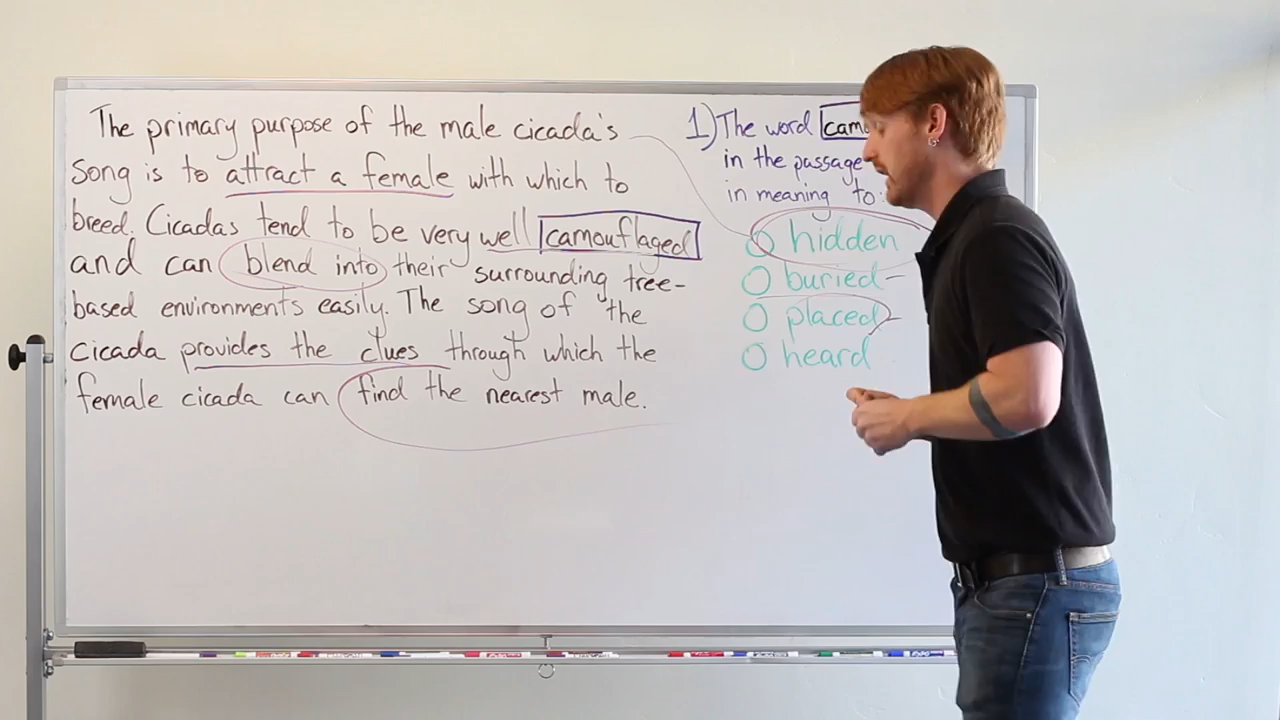 The primary purpose of the male cicada's
song is to attract a female with which to
breed. Cicadas tend to be very well camouflaged
and can blend into their surrounding tree-
based environments easily. The song of the
cicada provides the clues through which the
female cicada can find the nearest male.
1) The word
in the passage
in meaning to:
hidden
buried
placed
heard
EXPO